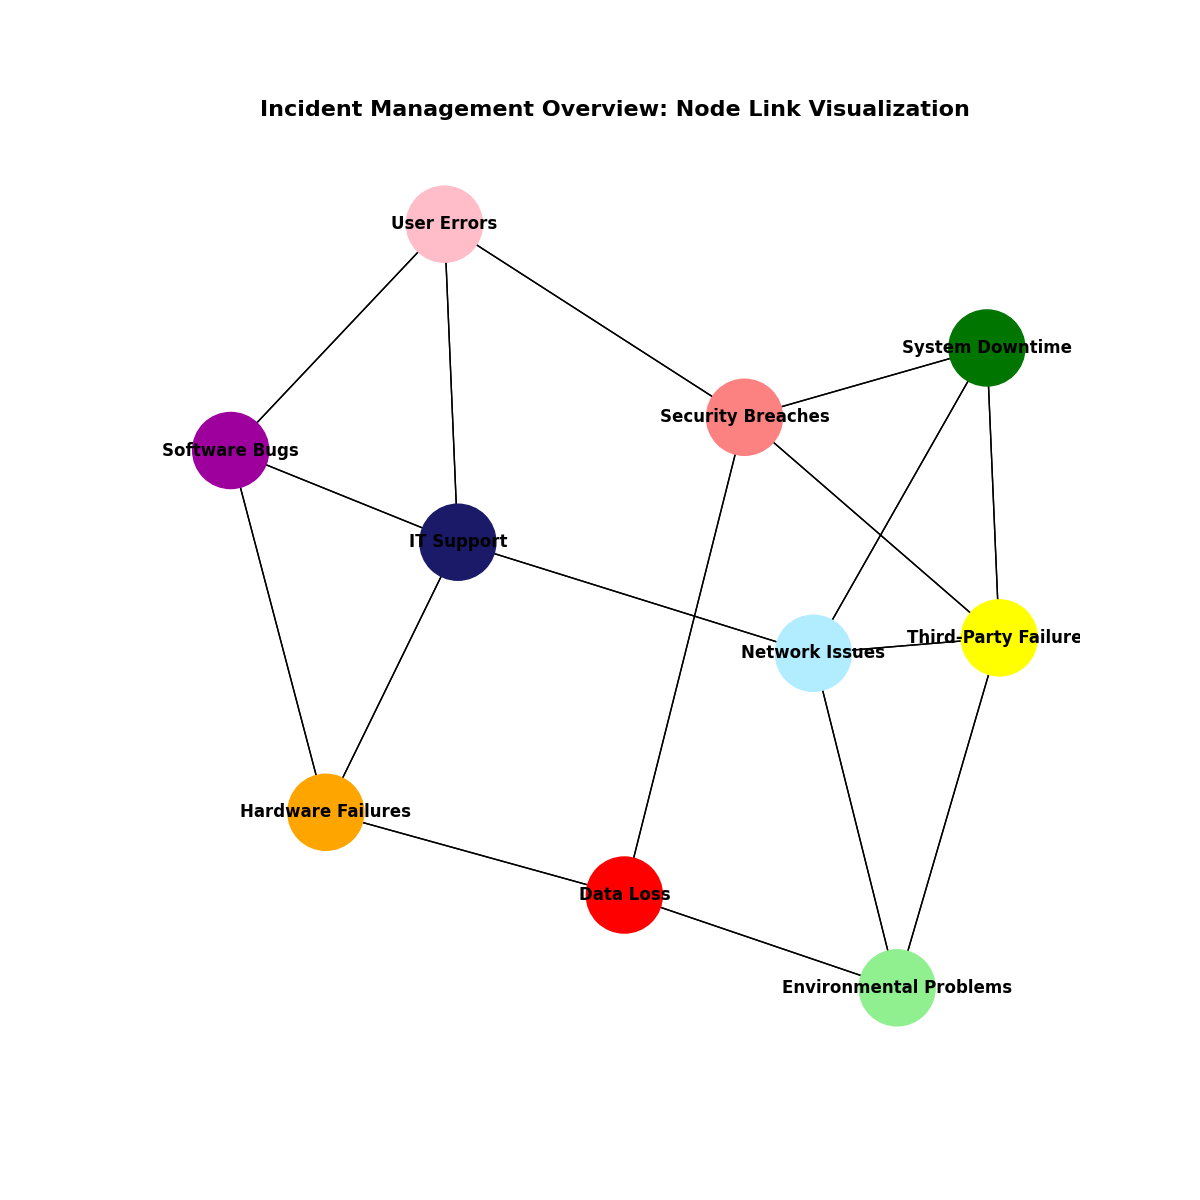 Incident Management Overview: Node Link Visualization
User Errors
System Downtime
Security Breaches
Software Bugs
IT Support
Third-Party Failure
Network Issues
Hardware Failures
Data Loss
Environmental Problems